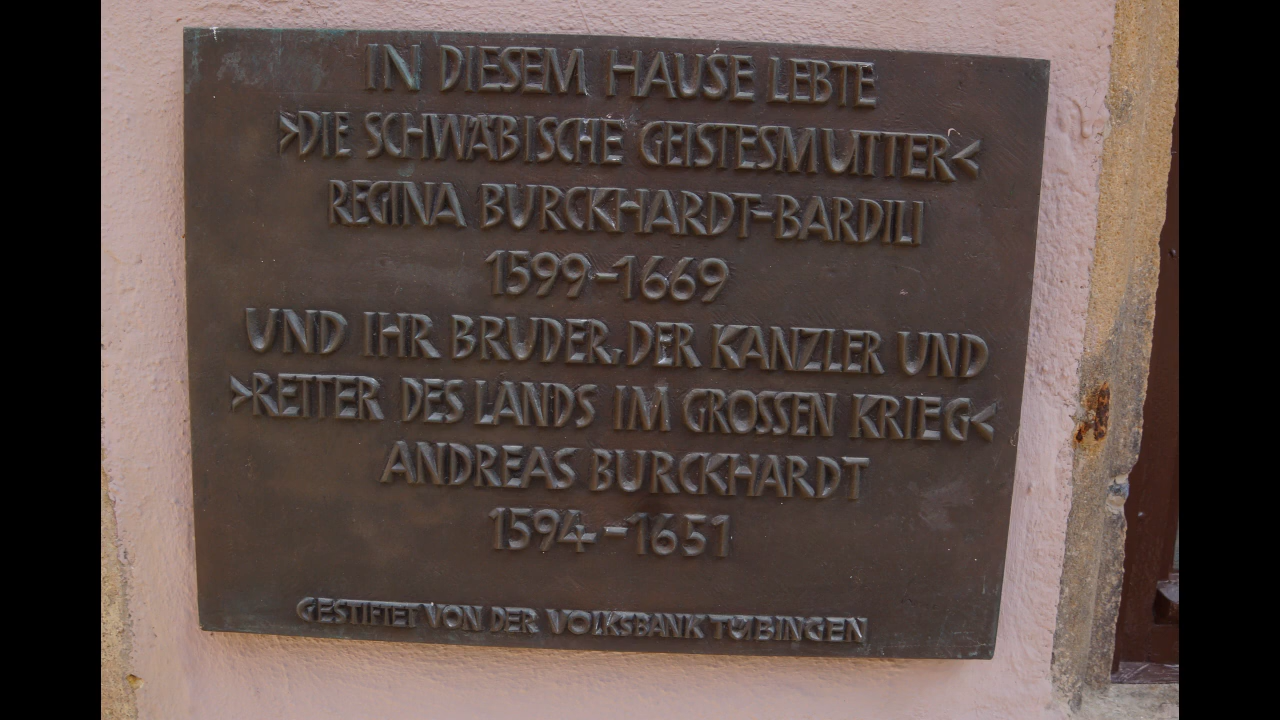 IN DIESEM HAUSE LEBTE
>DIE SCHWÄBISCHE GEISTESMUTTER<
REGINA BURCKHARDT-BARDILI
1599-1669
UND IHR BRUDER, DER KANZLER UND
>RETTER DES LANDS IM GROSSEN KRIEG<
ANDREAS BURCKHARDT
1594-1651
GESTIFTET VON DER VOLKSBANK TÜBINGEN